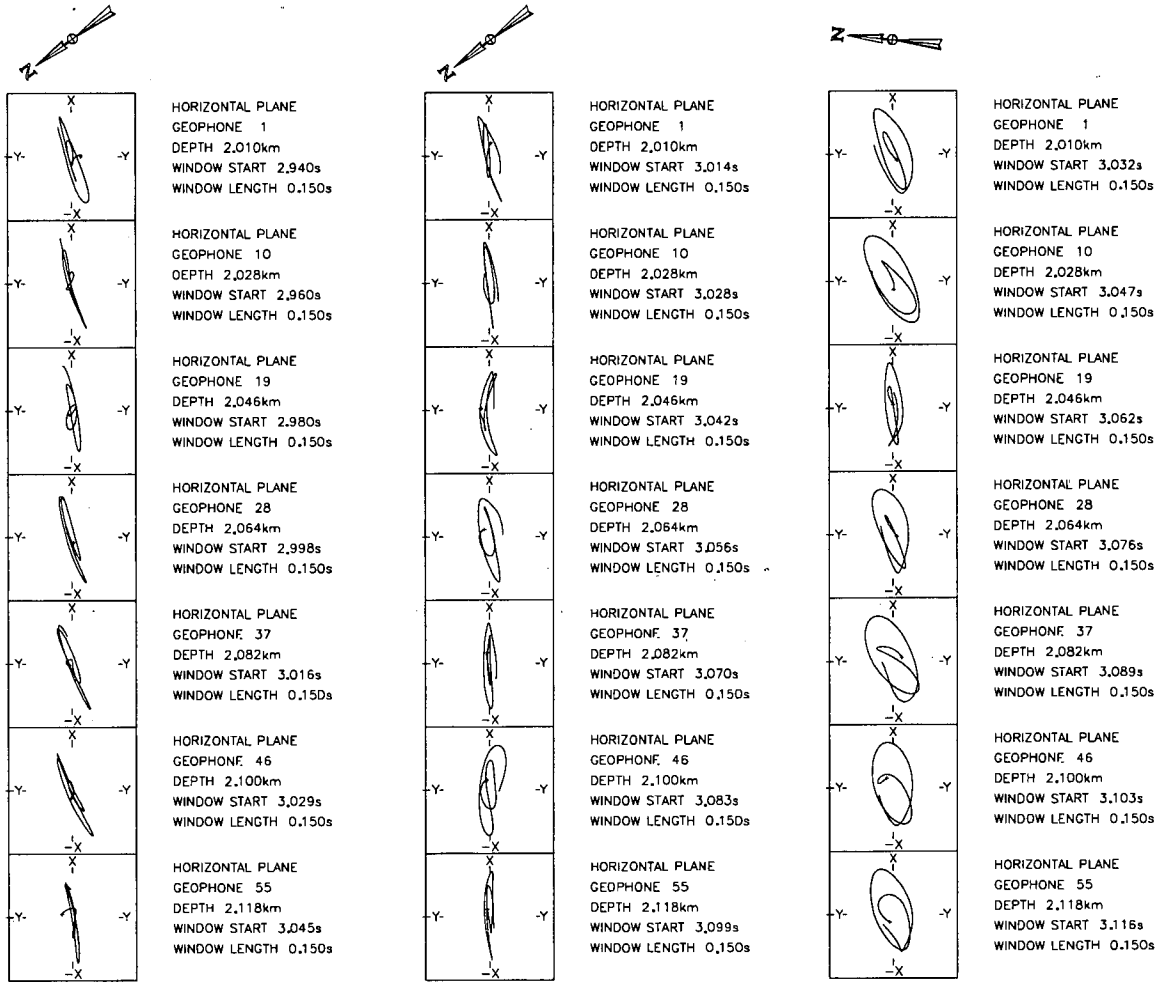 N
N
N
X
-Y- -Y
-X
HORIZONTAL PLANE
GEOPHONE 1
DEPTH 2.010km
WINDOW START 2.940s
WINDOW LENGTH 0.150s
X
-Y- -Y
-X
HORIZONTAL PLANE
GEOPHONE 10
DEPTH 2.028km
WINDOW START 2.960s
WINDOW LENGTH 0.150s
X
-Y- -Y
-X
HORIZONTAL PLANE
GEOPHONE 19
DEPTH 2.046km
WINDOW START 2.980s
WINDOW LENGTH 0.150s
X
-Y- -Y
-X
HORIZONTAL PLANE
GEOPHONE 28
DEPTH 2.064km
WINDOW START 2.998s
WINDOW LENGTH 0.150s
X
-Y- -Y
-X
HORIZONTAL PLANE
GEOPHONE 37
DEPTH 2.082km
WINDOW START 3.016s
WINDOW LENGTH 0.150s
X
-Y- -Y
-X
HORIZONTAL PLANE
GEOPHONE 46
DEPTH 2.100km
WINDOW START 3.029s
WINDOW LENGTH 0.150s
X
-Y- -Y
-X
HORIZONTAL PLANE
GEOPHONE 55
DEPTH 2.118km
WINDOW START 3.045s
WINDOW LENGTH 0.150s
X
-Y- -Y
-X
HORIZONTAL PLANE
GEOPHONE 1
DEPTH 2.010km
WINDOW START 3.014s
WINDOW LENGTH 0.150s
X
-Y- -Y
-X
HORIZONTAL PLANE
GEOPHONE 10
DEPTH 2.028km
WINDOW START 3.028s
WINDOW LENGTH 0.150s
X
-Y- -Y
-X
HORIZONTAL PLANE
GEOPHONE 19
DEPTH 2.046km
WINDOW START 3.042s
WINDOW LENGTH 0.150s
X
-Y- -Y
-X
HORIZONTAL PLANE
GEOPHONE 28
DEPTH 2.064km
WINDOW START 3.056s
WINDOW LENGTH 0.150s
X
-Y- -Y
-X
HORIZONTAL PLANE
GEOPHONE 37
DEPTH 2.082km
WINDOW START 3.070s
WINDOW LENGTH 0.150s
X
-Y- -Y
-X
HORIZONTAL PLANE
GEOPHONE 46
DEPTH 2.100km
WINDOW START 3.083s
WINDOW LENGTH 0.150s
X
-Y- -Y
-X
HORIZONTAL PLANE
GEOPHONE 55
DEPTH 2.118km
WINDOW START 3.099s
WINDOW LENGTH 0.150s
X
-Y- -Y
-X
HORIZONTAL PLANE
GEOPHONE 1
DEPTH 2.010km
WINDOW START 3.032s
WINDOW LENGTH 0.150s
X
-Y- -Y
-X
HORIZONTAL PLANE
GEOPHONE 10
DEPTH 2.028km
WINDOW START 3.047s
WINDOW LENGTH 0.150s
X
-Y- -Y
-X
HORIZONTAL PLANE
GEOPHONE 19
DEPTH 2.046km
WINDOW START 3.062s
WINDOW LENGTH 0.150s
X
-Y- -Y
-X
HORIZONTAL PLANE
GEOPHONE 28
DEPTH 2.064km
WINDOW START 3.076s
WINDOW LENGTH 0.150s
X
-Y- -Y
-X
HORIZONTAL PLANE
GEOPHONE 37
DEPTH 2.082km
WINDOW START 3.089s
WINDOW LENGTH 0.150s
X
-Y- -Y
-X
HORIZONTAL PLANE
GEOPHONE 46
DEPTH 2.100km
WINDOW START 3.103s
WINDOW LENGTH 0.150s
X
-Y- -Y
-X
HORIZONTAL PLANE
GEOPHONE 55
DEPTH 2.118km
WINDOW START 3.116s
WINDOW LENGTH 0.150s